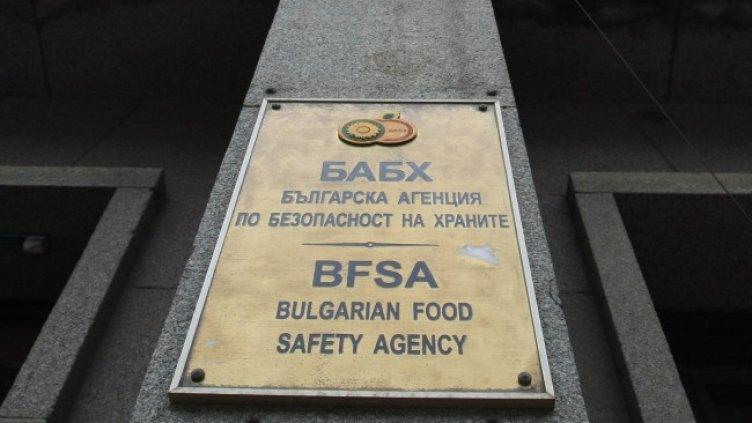 БАБХ
БЪЛГАРСКА АГЕНЦИЯ
ПО БЕЗОПАСНОСТ НА ХРАНИТЕ
BFSA
BULGARIAN FOOD
SAFETY AGENCY